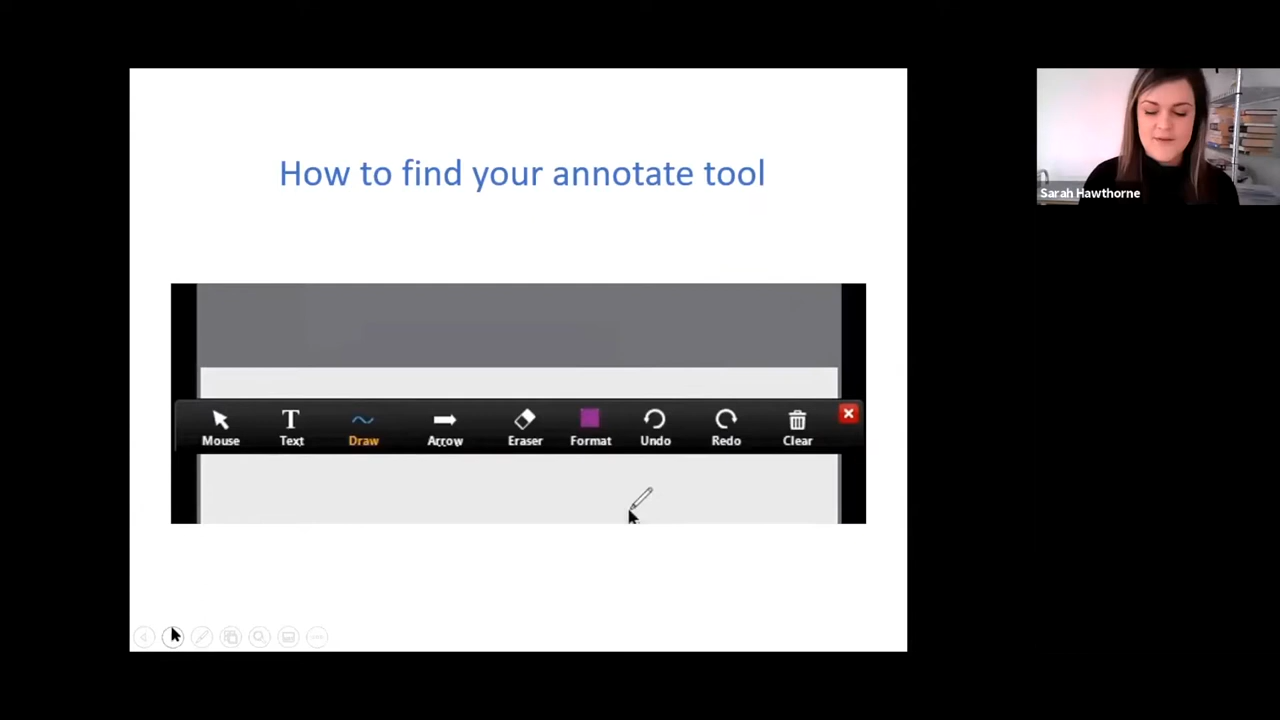 How to find your annotate tool
Sarah Hawthorne
Mouse Text Draw Arrow Eraser Format Undo Redo Clear